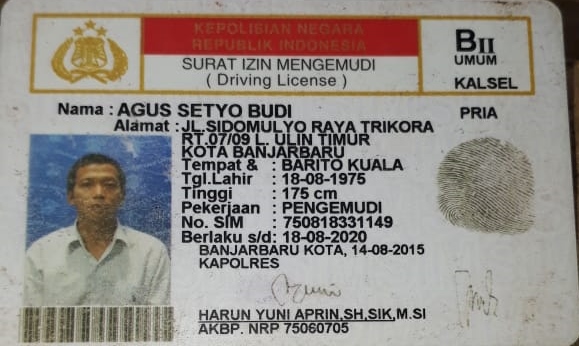 KEPOLISIAN NEGARA
REPUBLIK INDONESIA
SURAT IZIN MENGEMUDI
( Driving License )
BII
UMUM
KALSEL
Nama : AGUS SETYO BUDI
PRIA
Alamat : JL.SIDOMULYO RAYA TRIKORA
RT.07/09 L. ULIN TIMUR
KOTA BANJARBARU
Tempat & : BARITO KUALA
Tgl.Lahir : 18-08-1975
Tinggi : 175 cm
Pekerjaan : PENGEMUDI
No. SIM : 750818331149
Berlaku s/d: 18-08-2020
BANJARBARU KOTA, 14-08-2015
KAPOLRES
HARUN YUNI APRIN,SH,SIK,M.SI
AKBP. NRP 75060705